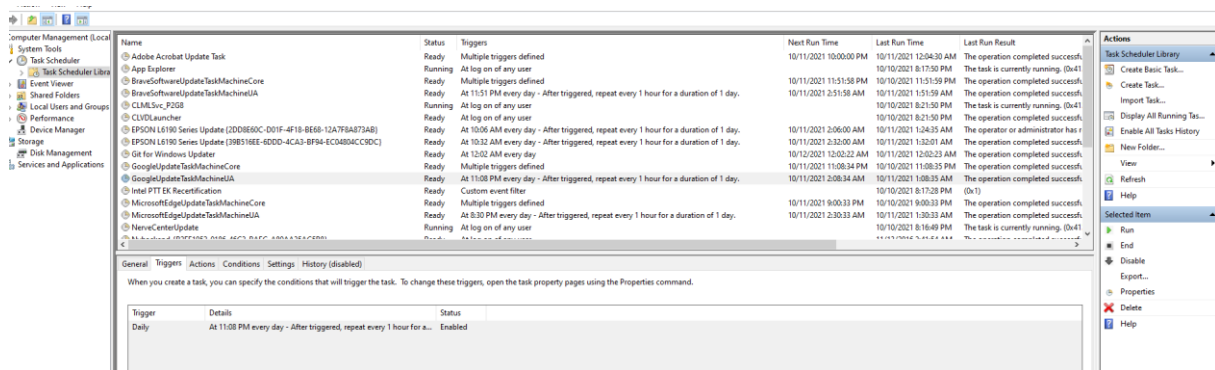 Computer Management (Local
System Tools
Task Scheduler
Task Scheduler Libra
Event Viewer
Shared Folders
Local Users and Groups
Performance
Device Manager
Storage
Disk Management
Services and Applications
Name Status Triggers Next Run Time Last Run Time Last Run Result
Adobe Acrobat Update Task Ready Multiple triggers defined 10/11/2021 10:00:00 PM 10/11/2021 12:04:30 AM The operation completed successfu
App Explorer Running At log on of any user 10/10/2021 8:17:50 PM The task is currently running. (0x41
BraveSoftwareUpdateTaskMachineCore Ready Multiple triggers defined 10/11/2021 11:51:58 PM 10/10/2021 11:51:59 PM The operation completed successfu
BraveSoftwareUpdateTaskMachineUA Ready At 11:51 PM every day - After triggered, repeat every 1 hour for a duration of 1 day. 10/11/2021 2:51:58 AM 10/11/2021 1:51:59 AM The operation completed successfu
CLMLSvc_P2G8 Running At log on of any user 10/10/2021 8:21:50 PM The task is currently running. (0x41
CLVDLauncher Ready At log on of any user 10/10/2021 8:21:50 PM The operation completed successfu
EPSON L6190 Series Update {2DD8E60C-D01F-4F18-BE68-12A7F8A873AB} Ready At 10:06 AM every day - After triggered, repeat every 1 hour for a duration of 1 day. 10/11/2021 2:06:00 AM 10/11/2021 1:24:35 AM The operator or administrator has r
EPSON L6190 Series Update {39B516EE-6DDD-4CA3-BF94-EC04804CC9DC} Ready At 10:32 AM every day - After triggered, repeat every 1 hour for a duration of 1 day. 10/11/2021 2:32:00 AM 10/11/2021 1:32:01 AM The operation completed successfu
Git for Windows Updater Ready At 12:02 AM every day 10/12/2021 12:02:22 AM 10/11/2021 12:02:23 AM The operation completed successfu
GoogleUpdateTaskMachineCore Ready Multiple triggers defined 10/11/2021 11:08:34 PM 10/10/2021 11:08:35 PM The operation completed successfu
GoogleUpdateTaskMachineUA Ready At 11:08 PM every day - After triggered, repeat every 1 hour for a duration of 1 day. 10/11/2021 2:08:34 AM 10/11/2021 1:08:35 AM The operation completed successfu
Intel PTT EK Recertification Ready Custom event filter 10/10/2021 8:17:28 PM (0x1)
MicrosoftEdgeUpdateTaskMachineCore Ready Multiple triggers defined 10/11/2021 9:00:33 PM 10/10/2021 9:00:33 PM The operation completed successfu
MicrosoftEdgeUpdateTaskMachineUA Ready At 8:30 PM every day - After triggered, repeat every 1 hour for a duration of 1 day. 10/11/2021 2:30:33 AM 10/11/2021 1:30:33 AM The operation completed successfu
NerveCenterUpdate Running At log on of any user 10/10/2021 8:16:49 PM The task is currently running. (0x41
General Triggers Actions Conditions Settings History (disabled)
When you create a task, you can specify the conditions that will trigger the task. To change these triggers, open the task property pages using the Properties command.
Trigger Details Status
Daily At 11:08 PM every day - After triggered, repeat every 1 hour for a... Enabled
Actions
Task Scheduler Library
Create Basic Task...
Create Task...
Import Task...
Display All Running Tas...
Enable All Tasks History
New Folder...
View
Refresh
Help
Selected Item
Run
End
Disable
Export...
Properties
Delete
Help